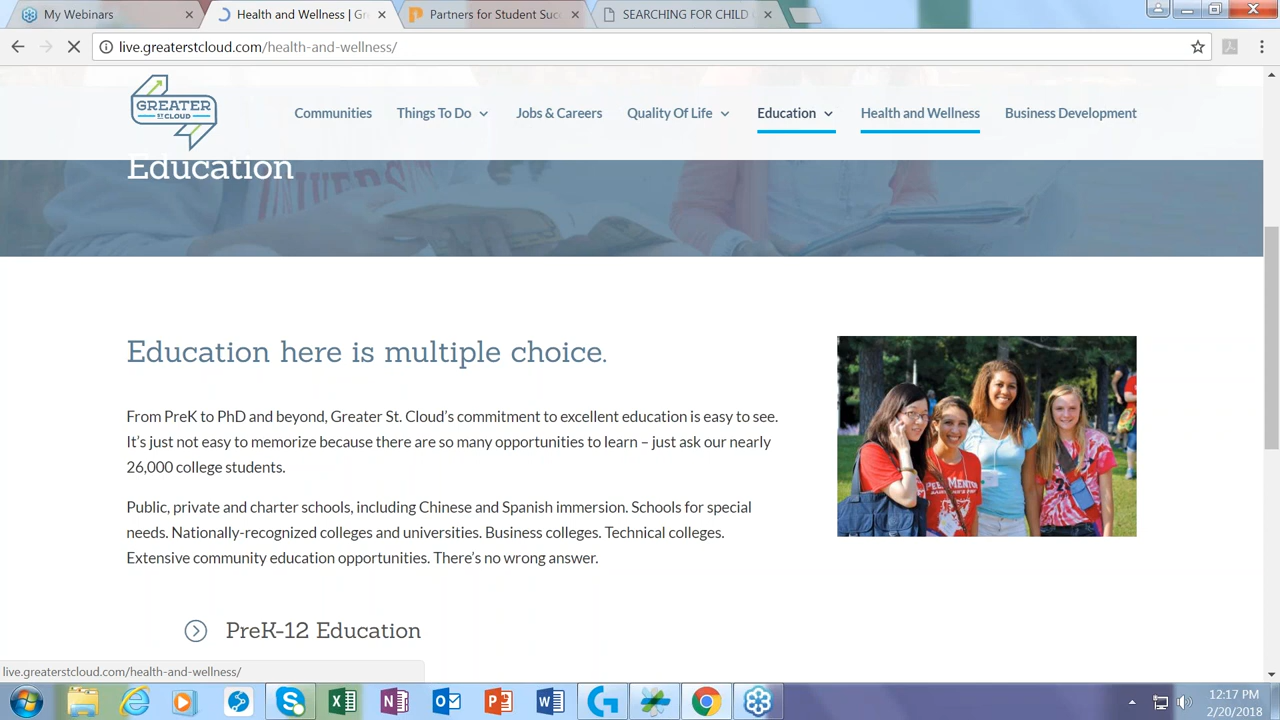 My Webinars
Health and Wellness | Gr
Partners for Student Su
SEARCHING FOR CHILD
live.greaterstcloud.com/health-and-wellness/
GREATER
ST CLOUD
Communities
Things To Do
Jobs & Careers
Quality Of Life
Education
Health and Wellness
Business Development
Education
Education here is multiple choice.
From PreK to PhD and beyond, Greater St. Cloud’s commitment to excellent education is easy to see.
It’s just not easy to memorize because there are so many opportunities to learn – just ask our nearly
26,000 college students.
Public, private and charter schools, including Chinese and Spanish immersion. Schools for special
needs. Nationally-recognized colleges and universities. Business colleges. Technical colleges.
Extensive community education opportunities. There’s no wrong answer.
PreK-12 Education
live.greaterstcloud.com/health-and-wellness/
12:17 PM
2/20/2018